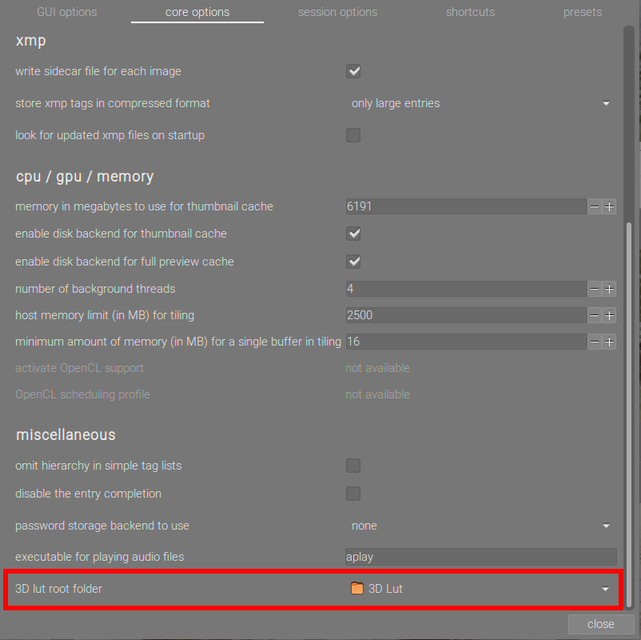 GUI options core options session options shortcuts presets
xmp
write sidecar file for each image
store xmp tags in compressed format only large entries
look for updated xmp files on startup
cpu / gpu / memory
memory in megabytes to use for thumbnail cache 6191
enable disk backend for thumbnail cache
enable disk backend for full preview cache
number of background threads 4
host memory limit (in MB) for tiling 2500
minimum amount of memory (in MB) for a single buffer in tiling 16
activate OpenCL support not available
OpenCL scheduling profile not available
miscellaneous
omit hierarchy in simple tag lists
disable the entry completion
password storage backend to use none
executable for playing audio files aplay
3D lut root folder 3D Lut
close